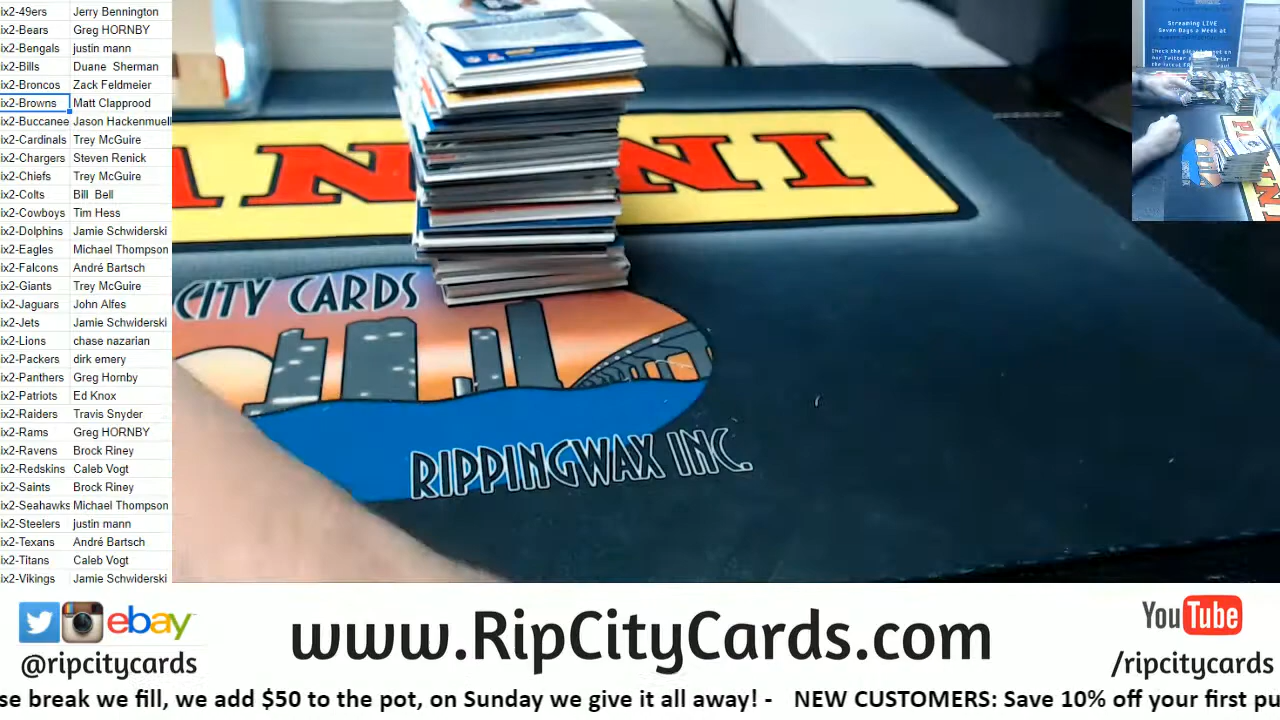 ix2-49ers Jerry Bennington
ix2-Bears Greg HORNBY
ix2-Bengals justin mann
ix2-Bills Duane Sherman
ix2-Broncos Zack Feldmeier
ix2-Browns Matt Clapprood
ix2-Buccanee Jason Hackenmuell
ix2-Cardinals Trey McGuire
ix2-Chargers Steven Renick
ix2-Chiefs Trey McGuire
ix2-Colts Bill Bell
ix2-Cowboys Tim Hess
ix2-Dolphins Jamie Schwiderski
ix2-Eagles Michael Thompson
ix2-Falcons André Bartsch
ix2-Giants Trey McGuire
ix2-Jaguars John Alfes
ix2-Jets Jamie Schwiderski
ix2-Lions chase nazarian
ix2-Packers dirk emery
ix2-Panthers Greg Hornby
ix2-Patriots Ed Knox
ix2-Raiders Travis Snyder
ix2-Rams Greg HORNBY
ix2-Ravens Brock Riney
ix2-Redskins Caleb Vogt
ix2-Saints Brock Riney
ix2-Seahawks Michael Thompson
ix2-Steelers justin mann
ix2-Texans André Bartsch
ix2-Titans Caleb Vogt
ix2-Vikings Jamie Schwiderski
CITY CARDS
RIPPINGWAX INC.
Streaming LIVE
Seven Days a Week at
ebay
@ripcitycards
www.RipCityCards.com
YouTube
/ripcitycards
se break we fill, we add $50 to the pot, on Sunday we give it all away! - NEW CUSTOMERS: Save 10% off your first pu